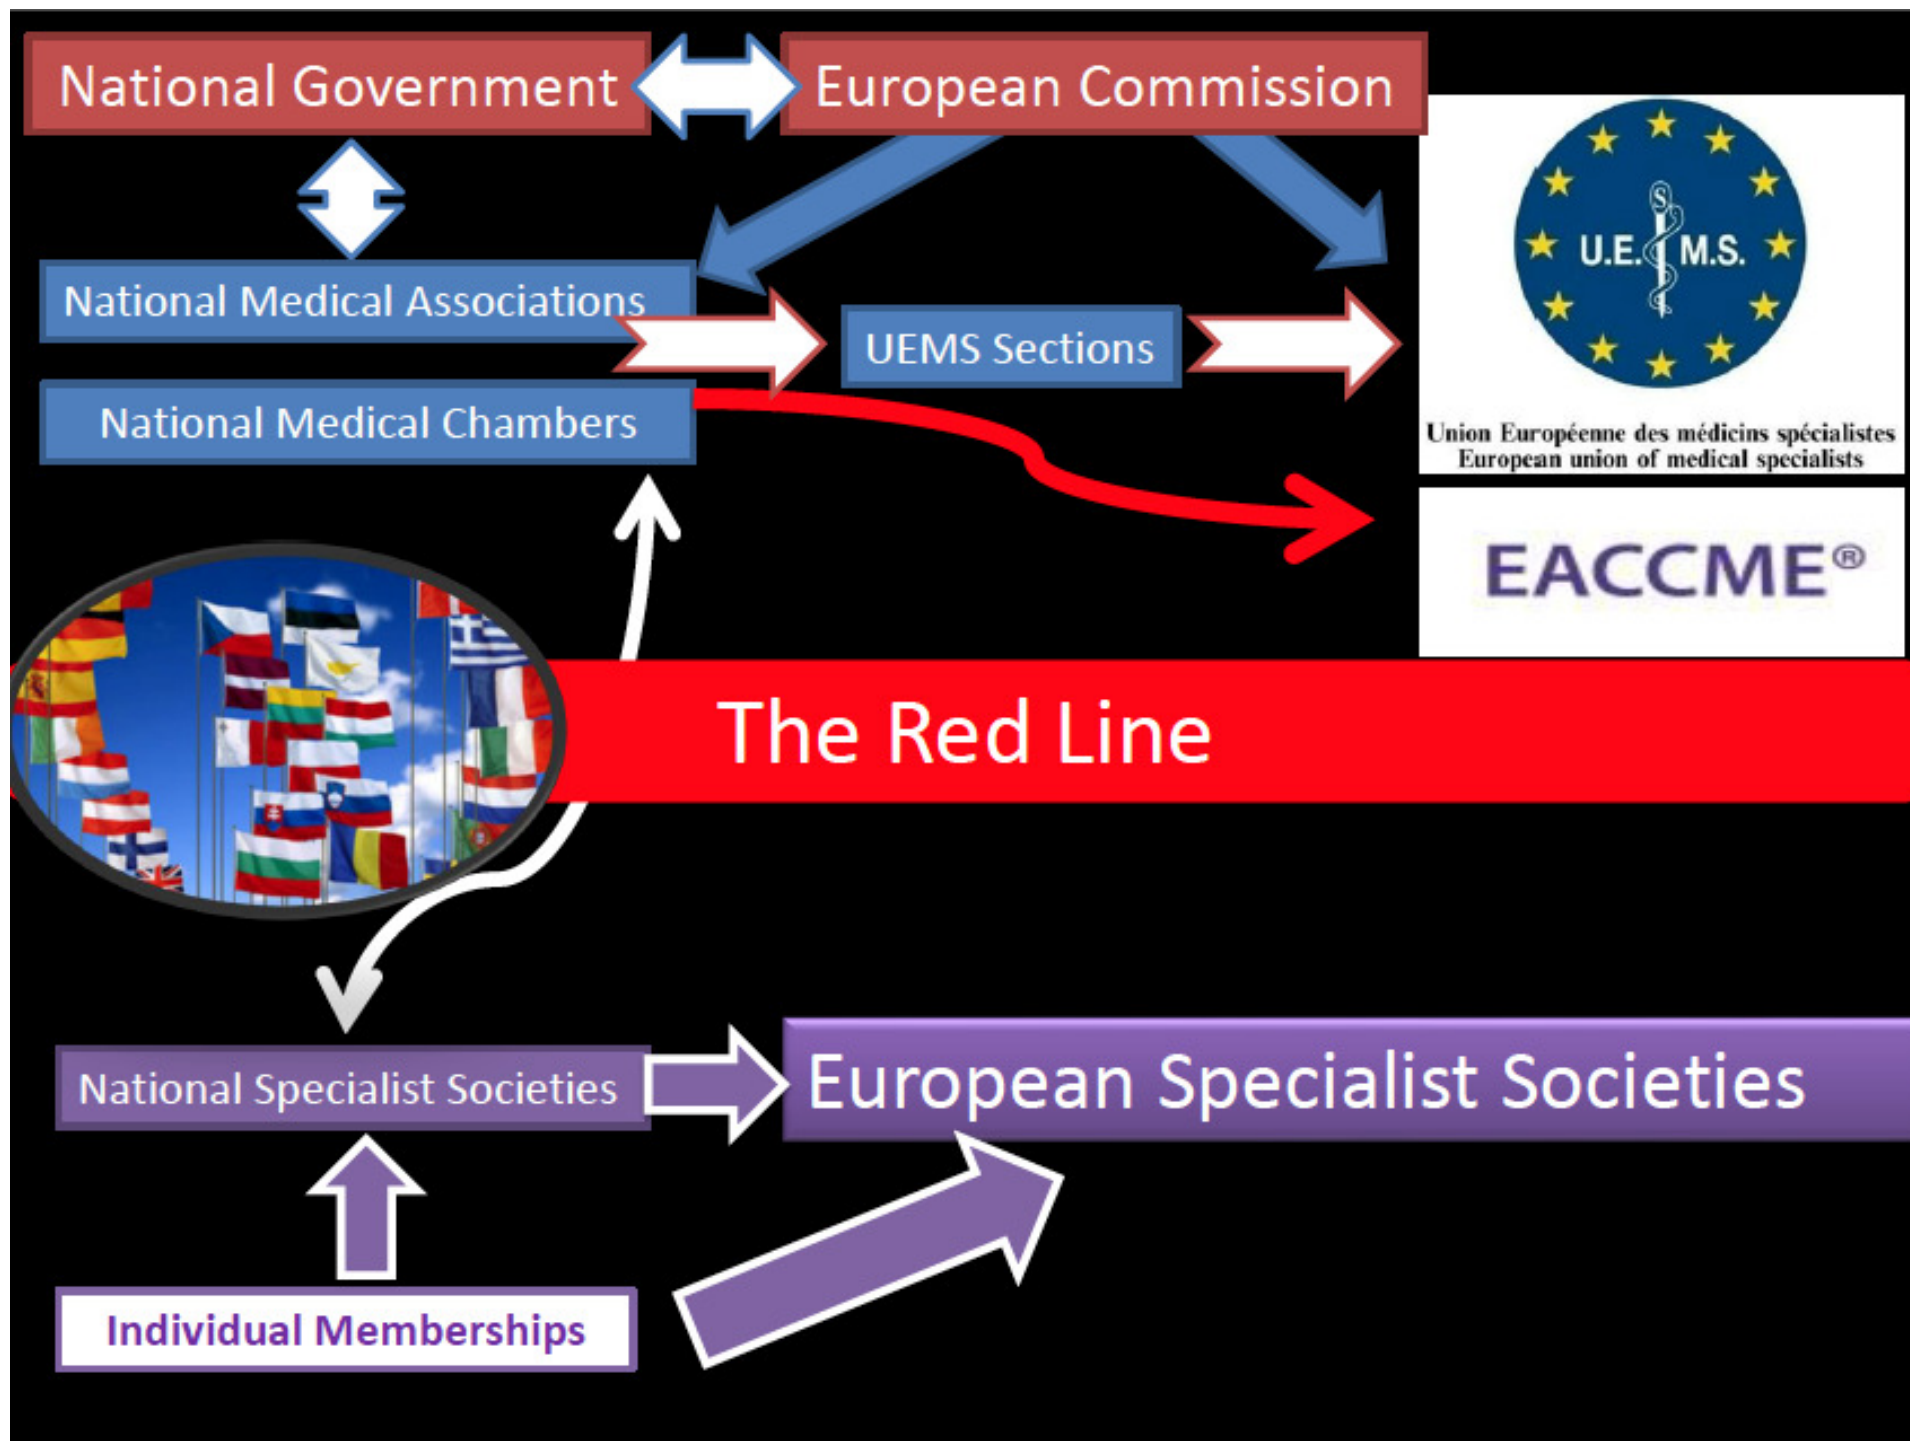 National Government
European Commission
U.E. S M.S.
National Medical Associations
UEMS Sections
National Medical Chambers
Union Européenne des médicins spécialistes
European union of medical specialists
EACCME®
The Red Line
National Specialist Societies
European Specialist Societies
Individual Memberships